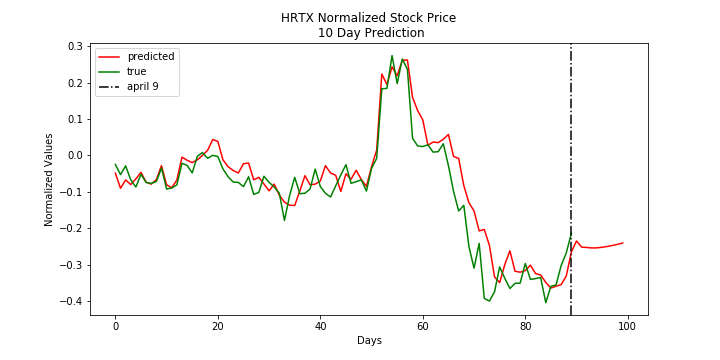 HRTX Normalized Stock Price
10 Day Prediction
predicted
true
april 9
Normalized Values
0.3
0.2
0.1
0.0
−0.1
−0.2
−0.3
−0.4
0
20
40
60
80
100
Days